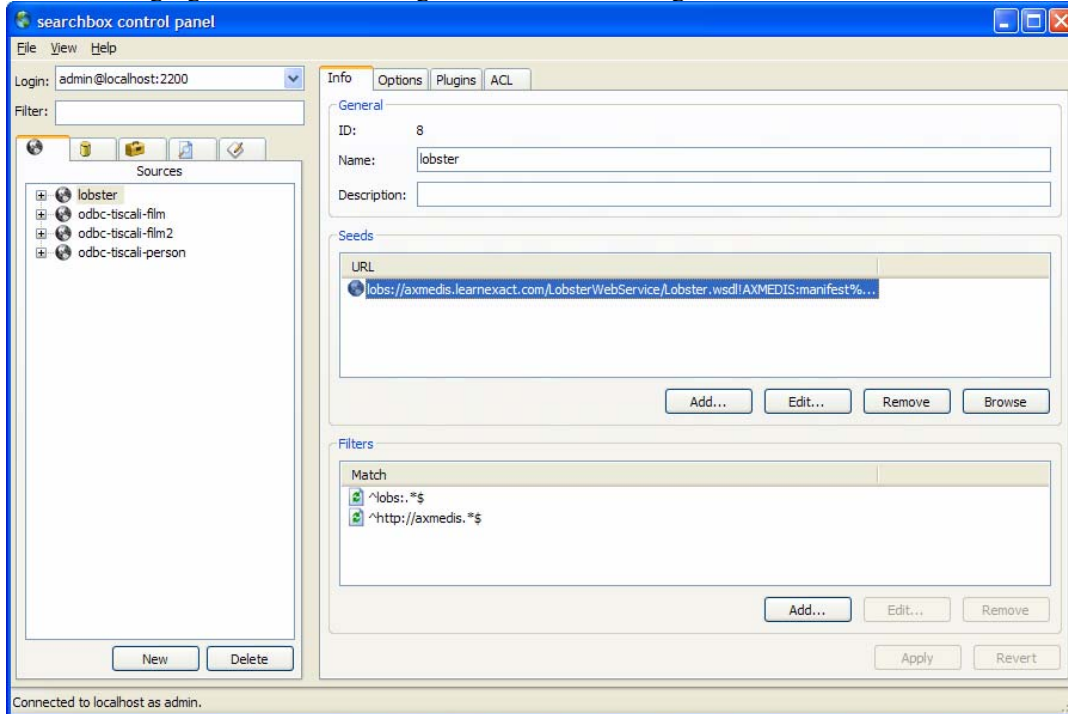 searchbox control panel
File View Help
Login: admin@localhost:2200
Filter:
Sources
lobster
odbc-tiscali-film
odbc-tiscali-film2
odbc-tiscali-person
New Delete
Info Options Plugins ACL
General
ID: 8
Name: lobster
Description:
Seeds
URL
lobs://axmedis.learnexact.com/LobsterWebService/Lobster.wsdl!AXMEDIS:manifest%...
Add... Edit... Remove Browse
Filters
Match
^lobs:.*$
^http://axmedis.*$
Add... Edit... Remove
Apply Revert
Connected to localhost as admin.